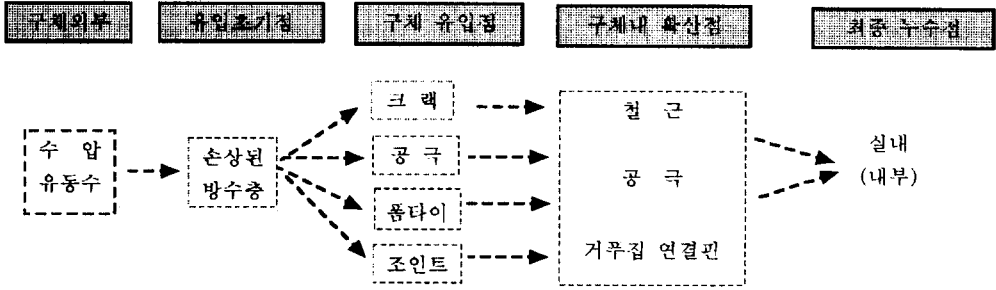 구체외부
유입초기점
구체 유입점
구체내 확산점
최종 누수점
수 압
유동수
손상된
방수층
크 랙
공 극
폼타이
조인트
철 근
공 극
거푸집 연결핀
실내
(내부)